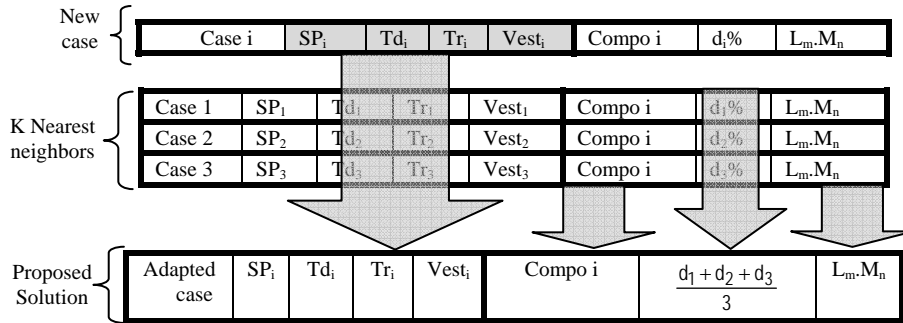 New case
Case i SPᵢ Tdᵢ Trᵢ Vestᵢ Compo i dᵢ% Lₘ.Mₙ
K Nearest neighbors
Case 1 SP₁ Td₁ Tr₁ Vest₁ Compo i d₁% Lₘ.Mₙ
Case 2 SP₂ Td₂ Tr₂ Vest₂ Compo i d₂% Lₘ.Mₙ
Case 3 SP₃ Td₃ Tr₃ Vest₃ Compo i d₃% Lₘ.Mₙ
Proposed Solution
Adapted case SPᵢ Tdᵢ Trᵢ Vestᵢ Compo i (d₁ + d₂ + d₃)/3 Lₘ.Mₙ